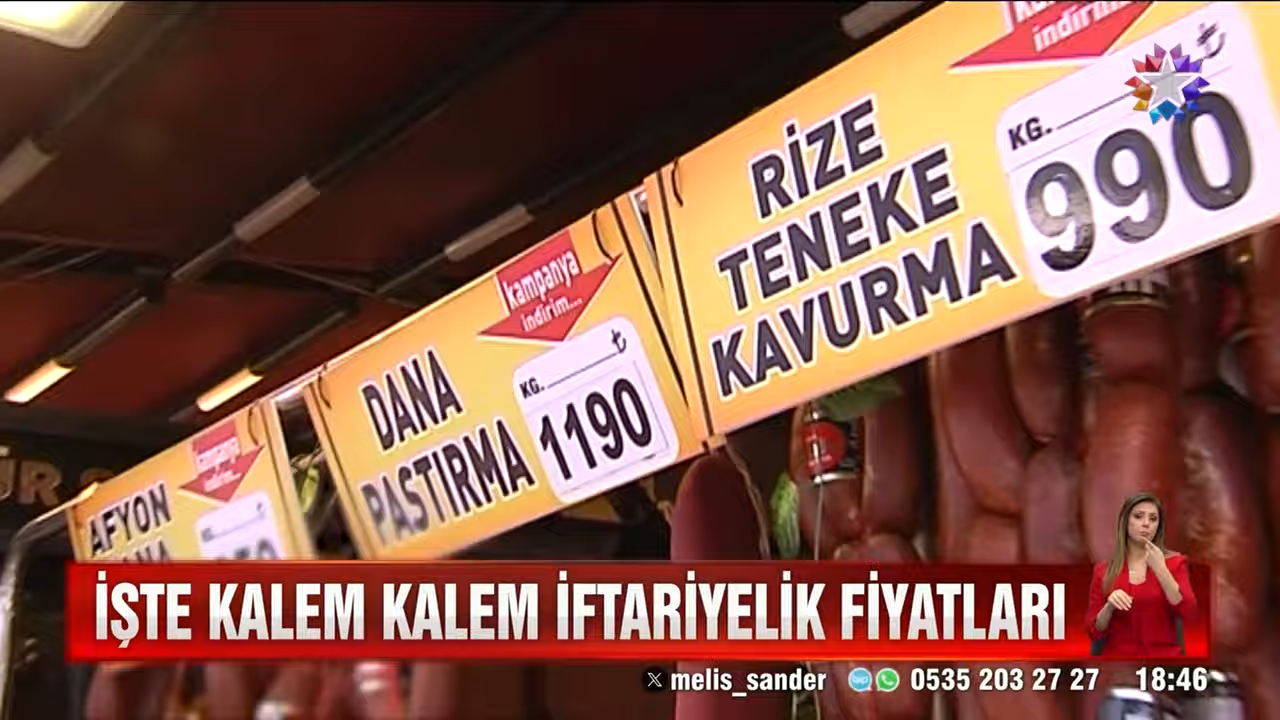 indirim...
KG.
₺
990
RİZE
TENEKE
KAVURMA
kampanya
indirim...
KG.
₺
1190
DANA
PASTIRMA
kampanya
indirim...
AFYON
İŞTE KALEM KALEM İFTARİYELİK FİYATLARI
melis_sander
bip
0535 203 27 27
18:46